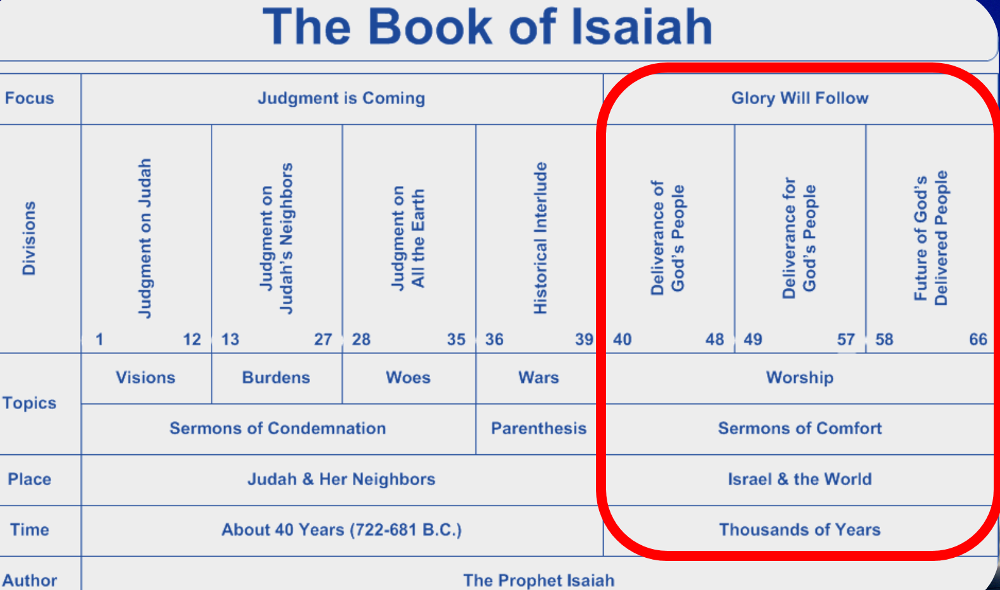 The Book of Isaiah
Focus
Judgment is Coming
Glory Will Follow
Divisions
Judgment on Judah
Judgment on
Judah's Neighbors
Judgment on
All the Earth
Historical Interlude
Deliverance of
God's People
Deliverance for
God's People
Future of God's
Delivered People
1 12 13 27 28 35 36 39 40 48 49 57 58 66
Topics
Visions
Burdens
Woes
Wars
Worship
Sermons of Condemnation
Parenthesis
Sermons of Comfort
Place
Judah & Her Neighbors
Israel & the World
Time
About 40 Years (722-681 B.C.)
Thousands of Years
Author
The Prophet Isaiah